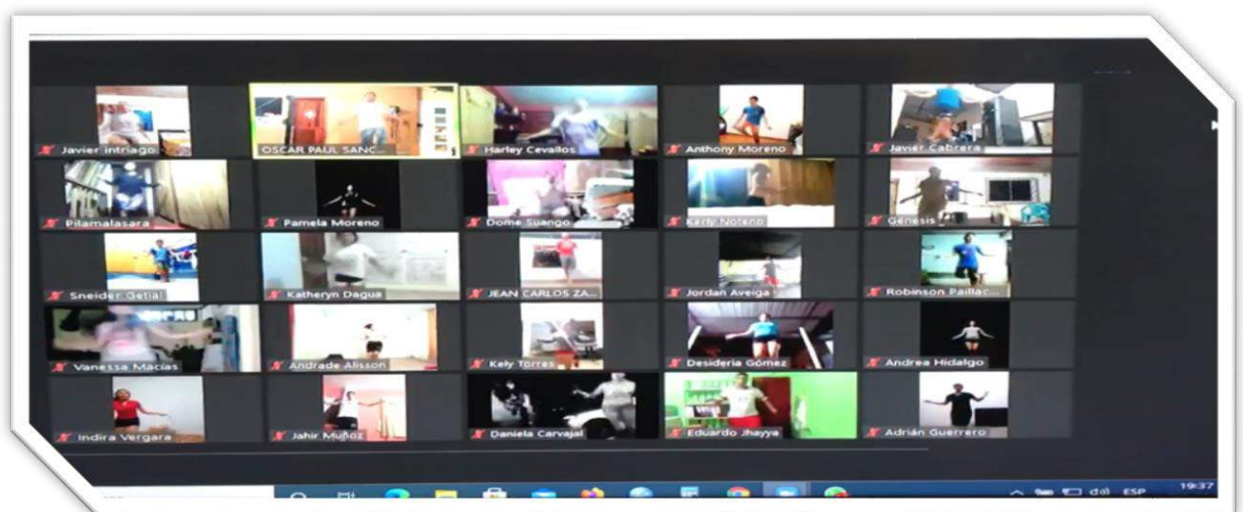 Javier intriago
OSCAR PAUL SANC...
Harley Cevallos
Anthony Moreno
Javier Cabrera
Pilamalasara
Pamela Moreno
Dome Suango
Kerly Noteno
Génesis
Sneider Getial
Katheryn Dagua
JEAN CARLOS ZA...
Jordan Aveiga
Robinson Paillac...
Vanessa Macías
Andrade Alisson
Kely Torres
Desideria Gómez
Andrea Hidalgo
Indira Vergara
Jahir Muñoz
Daniela Carvajal
Eduardo Jhayya
Adrián Guerrero
ESP
19:37